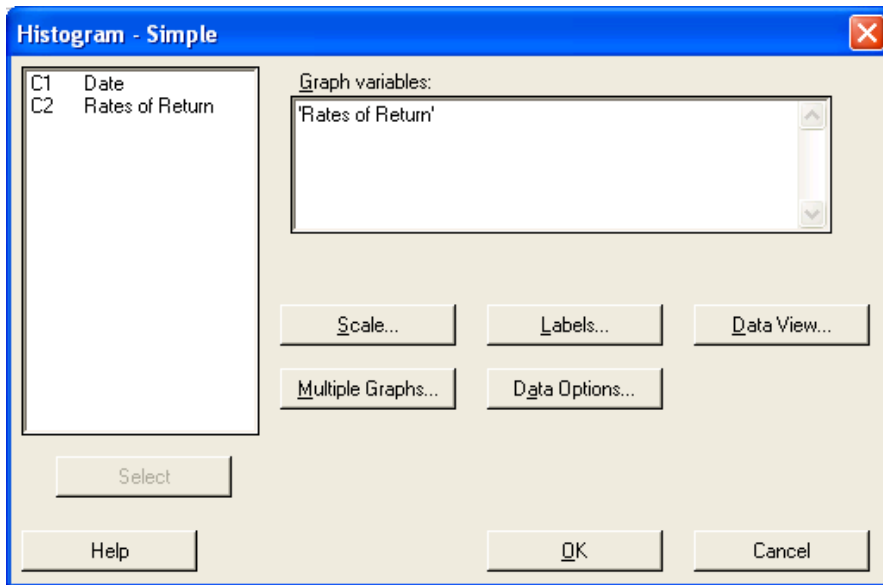 Histogram - Simple
C1 Date
C2 Rates of Return
Graph variables:
'Rates of Return'
Scale...
Labels...
Data View...
Multiple Graphs...
Data Options...
Select
Help
OK
Cancel